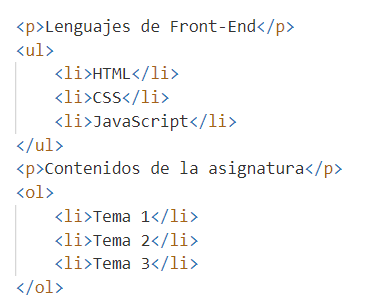 <p>Lenguajes de Front-End</p>
<ul>
    <li>HTML</li>
    <li>CSS</li>
    <li>JavaScript</li>
</ul>
<p>Contenidos de la asignatura</p>
<ol>
    <li>Tema 1</li>
    <li>Tema 2</li>
    <li>Tema 3</li>
</ol>